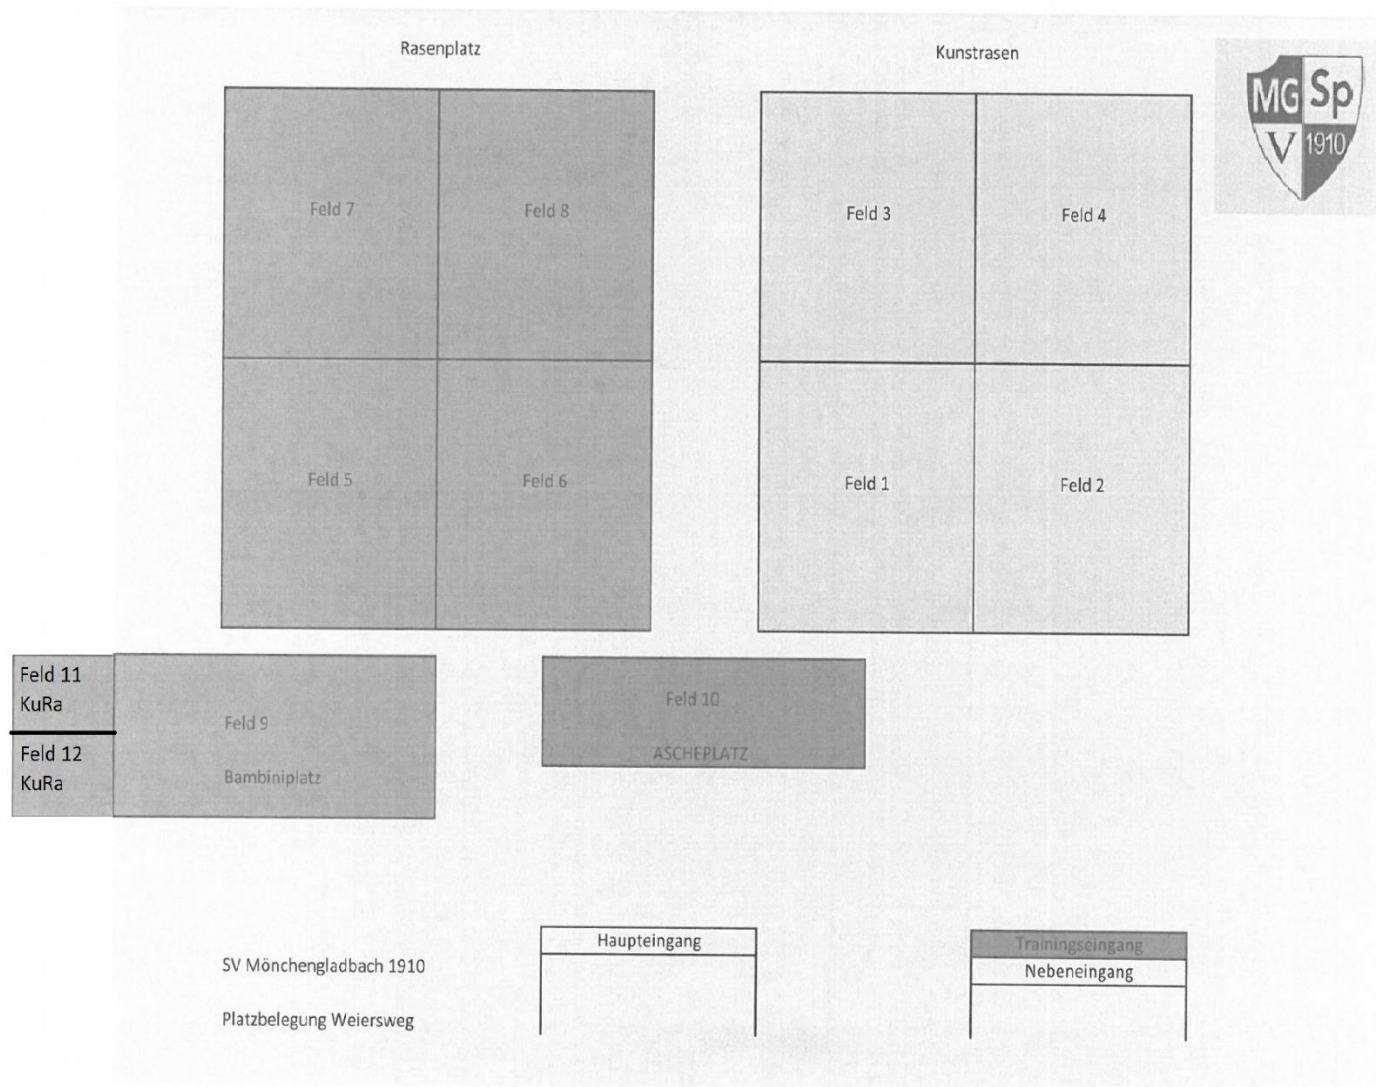 Rasenplatz
Kunstrasen
MG Sp
V 1910
Feld 7
Feld 8
Feld 3
Feld 4
Feld 5
Feld 6
Feld 1
Feld 2
Feld 11
KuRa
Feld 12
KuRa
Feld 9
Bambiniplatz
Feld 10
ASCHEPLATZ
SV Mönchengladbach 1910
Platzbelegung Weiersweg
Haupteingang
Trainingseingang
Nebeneingang